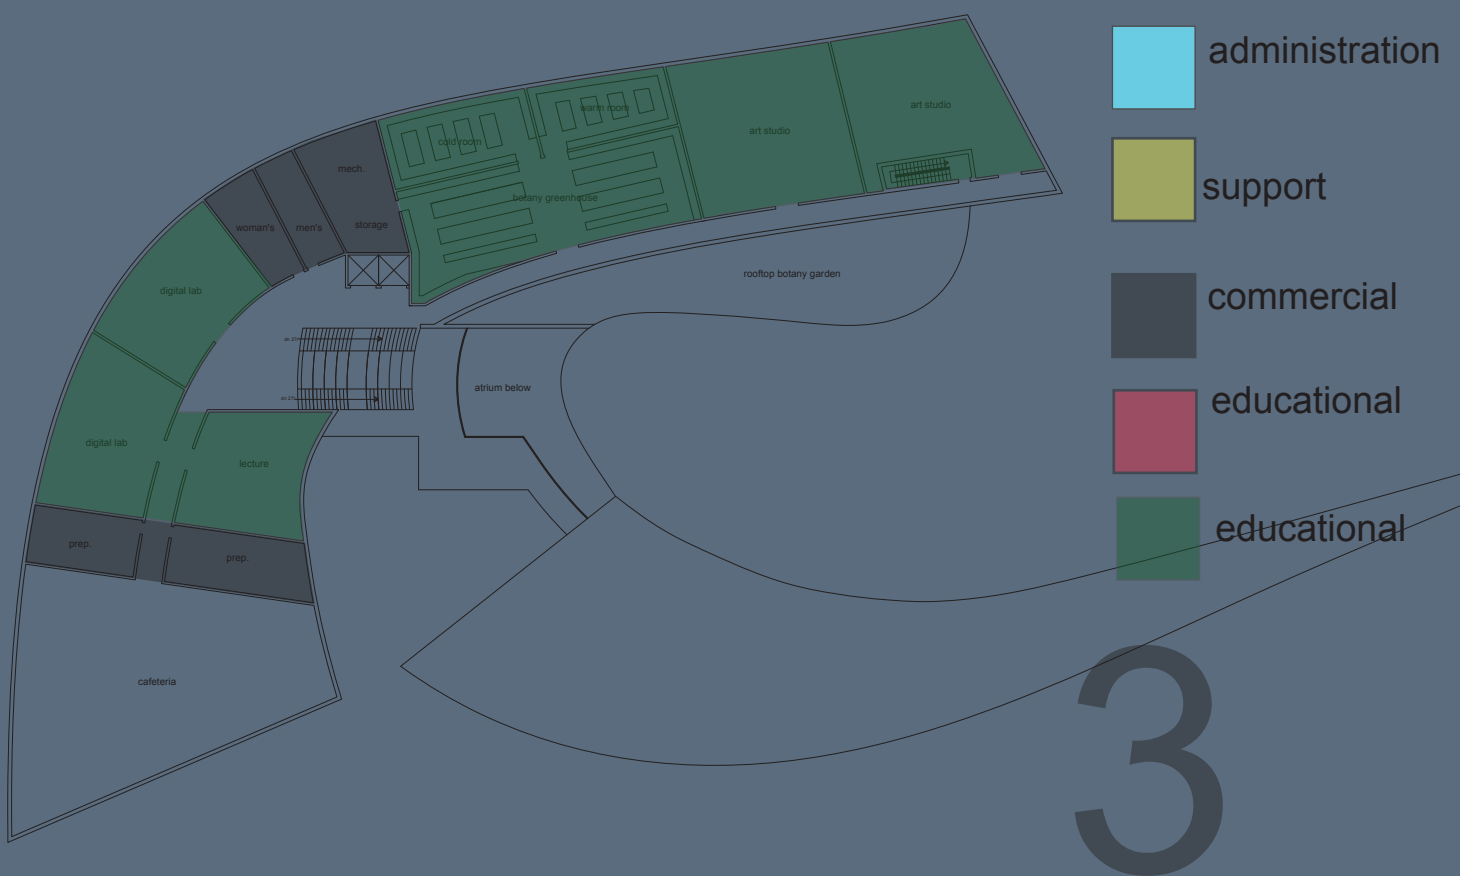 administration
support
commercial
educational
educational
art studio
art studio
warm room
cold room
botany greenhouse
mech.
storage
woman's
men's
digital lab
digital lab
rooftop botany garden
atrium below
lecture
prep.
prep.
cafeteria
3